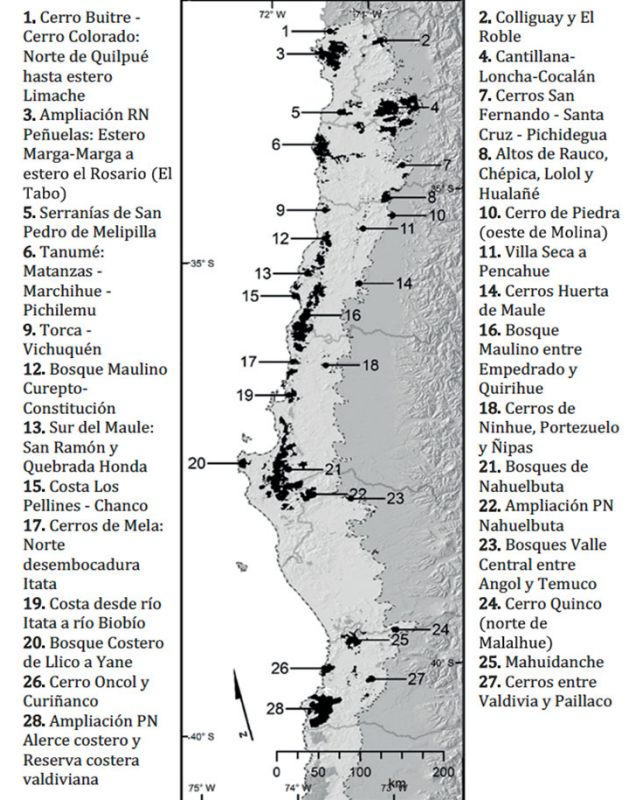 1. Cerro Buitre -
Cerro Colorado:
Norte de Quilpué
hasta estero
Limache
3. Ampliación RN
Peñuelas: Estero
Marga-Marga a
estero el Rosario (El
Tabo)
5. Serranías de San
Pedro de Melipilla
6. Tanumé:
Matanzas -
Marchihue -
Pichilemu
9. Torca -
Vichuquén
12. Bosque Maulino
Curepto-
Constitución
13. Sur del Maule:
San Ramón y
Quebrada Honda
15. Costa Los
Pellines - Chanco
17. Cerros de Mela:
Norte
desembocadura
Itata
19. Costa desde río
Itata a río Biobío
20. Bosque Costero
de Llico a Yane
26. Cerro Oncol y
Curiñanco
28. Ampliación PN
Alerce costero y
Reserva costera
valdiviana
72° W
71° W
1
2
3
4
5
6
7
35° S
8
9
10
11
12
35° S
13
14
15
16
17
18
19
20
21
22
23
24
25
40° S
26
27
28
40° S
z
0 50 100 200
km
75° W
74° W
73° W
2. Colliguay y El
Roble
4. Cantillana-
Loncha-Cocalán
7. Cerros San
Fernando - Santa
Cruz - Pichidegua
8. Altos de Rauco,
Chépica, Lolol y
Hualañé
10. Cerro de Piedra
(oeste de Molina)
11. Villa Seca a
Pencahue
14. Cerros Huerta
de Maule
16. Bosque
Maulino entre
Empedrado y
Quirihue
18. Cerros de
Ninhue, Portezuelo
y Ñipas
21. Bosques de
Nahuelbuta
22. Ampliación PN
Nahuelbuta
23. Bosques Valle
Central entre
Angol y Temuco
24. Cerro Quinco
(norte de
Malalhue)
25. Mahuidanche
27. Cerros entre
Valdivia y Paillaco